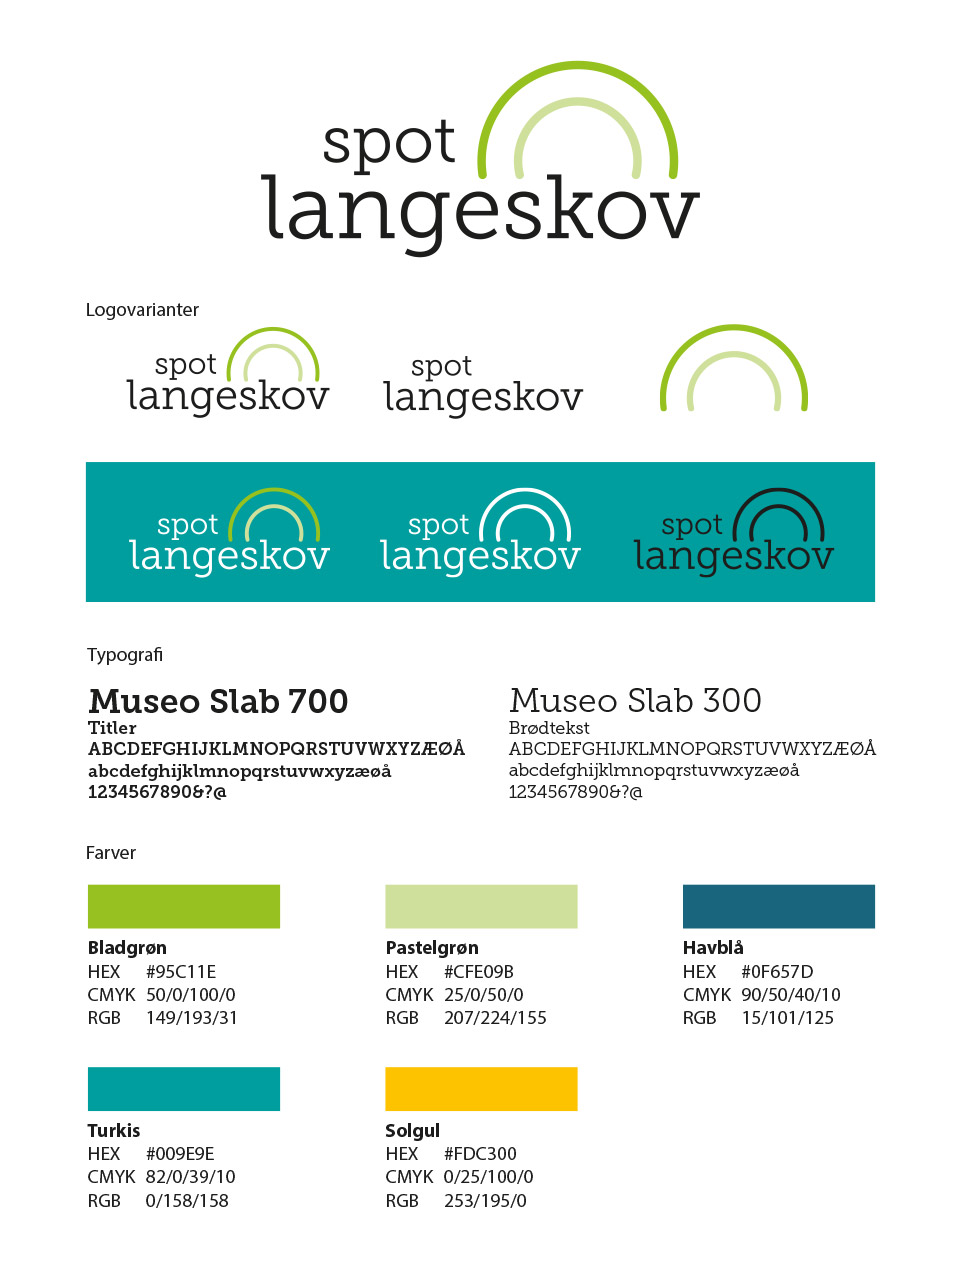 spot
langeskov
Logovarianter
spot
langeskov
spot
langeskov
spot
langeskov
spot
langeskov
spot
langeskov
Typografi
Museo Slab 700
Titler
ABCDEFGHIJKLMNOPQRSTUVWXYZÆØÅ
abcdefghijklmnopqrstuvwxyzæøå
1234567890&?@
Museo Slab 300
Brødtekst
ABCDEFGHIJKLMNOPQRSTUVWXYZÆØÅ
abcdefghijklmnopqrstuvwxyzæøå
1234567890&?@
Farver
Bladgrøn
HEX #95C11E
CMYK 50/0/100/0
RGB 149/193/31
Pastelgrøn
HEX #CFE09B
CMYK 25/0/50/0
RGB 207/224/155
Havblå
HEX #0F657D
CMYK 90/50/40/10
RGB 15/101/125
Turkis
HEX #009E9E
CMYK 82/0/39/10
RGB 0/158/158
Solgul
HEX #FDC300
CMYK 0/25/100/0
RGB 253/195/0